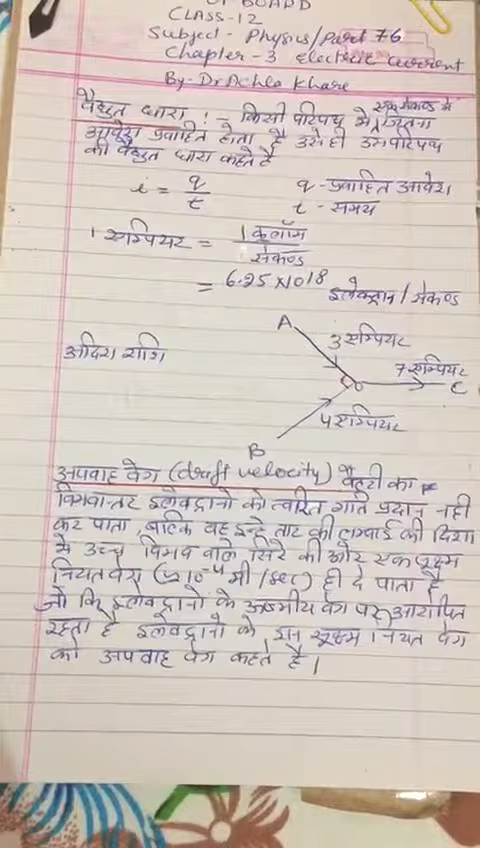 UP BOARD
CLASS-12
Subject - Physics/Part 76
Chapter-3 Electric current
By-Dr Achla Khare
वैद्युत धारा :- किसी परिपथ में एक सेकण्ड में जितना
आवेश प्रवाहित होता है उसे ही उस परिपथ
की वैद्युत धारा कहते है
i = q/t q - प्रवाहित आवेश
t - समय
1 एम्पियर = 1 कूलॉम / सेकण्ड
= 6.25 × 10^18 इलेक्ट्रान / सेकण्ड
A
3 एम्पियर
अदिश राशि
7 एम्पियर
O
C
4 एम्पियर
B
अपवाह वेग (draft velocity) बैटरी का
विभवान्तर इलेक्ट्रानो को त्वरित गति प्रदान नही
कर पाता, बल्कि वह इन्हे तार की लम्बाई की दिशा
मे उच्च विभव वाले सिरे की ओर एक सूक्ष्म
नियत वेग (≈ 10^-4 मी/sec) ही दे पाता है
जो कि इलेक्ट्रानो के ऊष्मीय वेग पर आरोपित
रहता है इलेक्ट्रानो के इस सूक्ष्म नियत वेग
को अपवाह वेग कहते है।